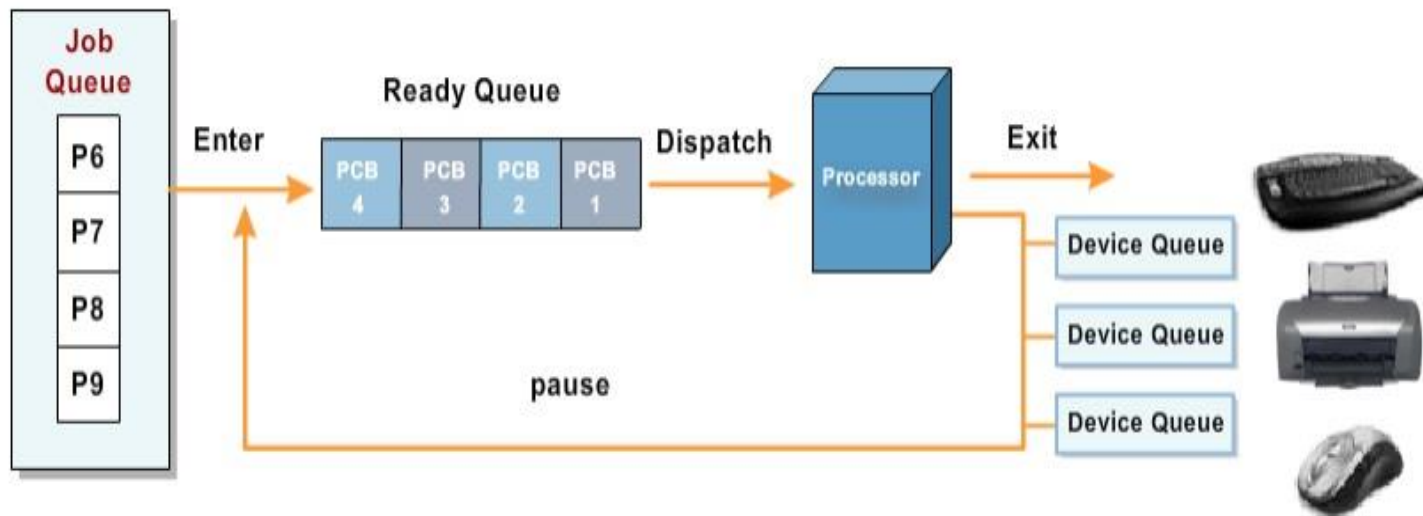 Job
Queue
P6
P7
P8
P9
Enter
Ready Queue
PCB
4
PCB
3
PCB
2
PCB
1
Dispatch
Processor
Exit
Device Queue
Device Queue
Device Queue
pause